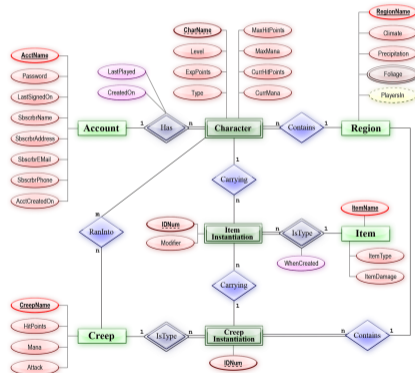 CharName
MaxHitPoints
RegionName
Level
MaxMana
Climate
AcctName
LastPlayed
ExpPoints
CurrHitPoints
Precipitation
Password
CreatedOn
Type
CurrMana
Foliage
LastSignedOn
PlayersIn
SbscrbrName
Account
1
Has
n
Character
n
Contains
1
Region
SbscrbrAddress
1
1
SbscrbrEMail
SbscrbrPhone
Carrying
AcctCreatedOn
m
n
ItemName
RanInto
IDNum
Item
Instantiation
n
IsType
1
Item
Modifier
n
1
WhenCreated
ItemType
ItemDamage
Carrying
CreepName
HitPoints
n
n
1
Creep
1
IsType
n
Creep
Instantiation
n
Contains
1
Mana
Attack
IDNum